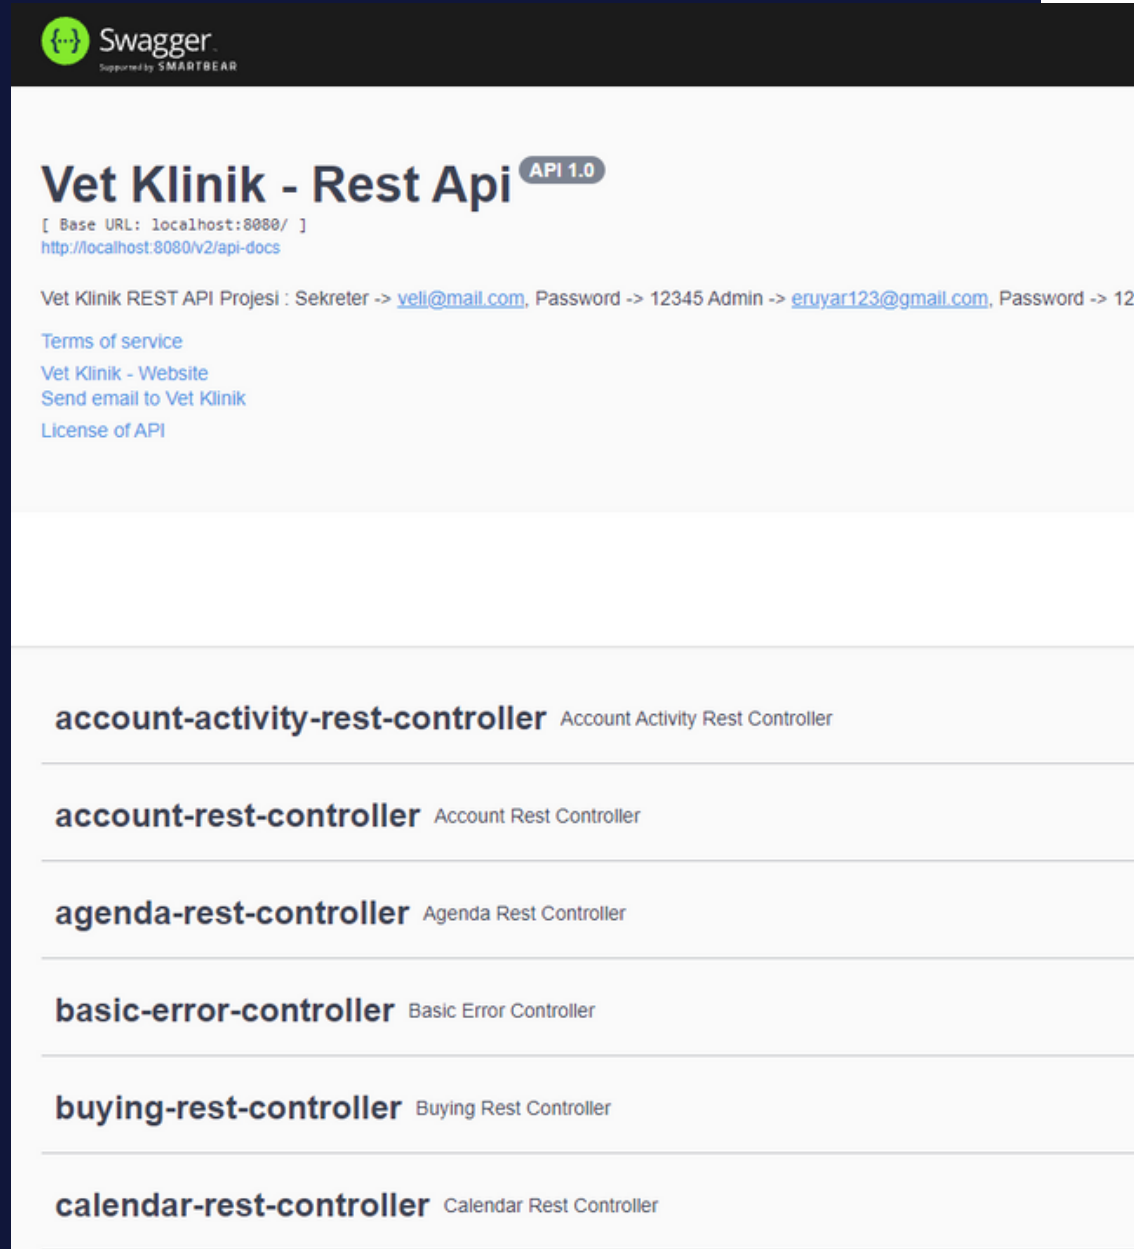 {···} Swagger.
Supported by SMARTBEAR
Vet Klinik - Rest Api API 1.0
[ Base URL: localhost:8080/ ]
http://localhost:8080/v2/api-docs
Vet Klinik REST API Projesi : Sekreter -> veli@mail.com, Password -> 12345 Admin -> eruyar123@gmail.com, Password -> 12
Terms of service
Vet Klinik - Website
Send email to Vet Klinik
License of API
account-activity-rest-controller Account Activity Rest Controller
account-rest-controller Account Rest Controller
agenda-rest-controller Agenda Rest Controller
basic-error-controller Basic Error Controller
buying-rest-controller Buying Rest Controller
calendar-rest-controller Calendar Rest Controller